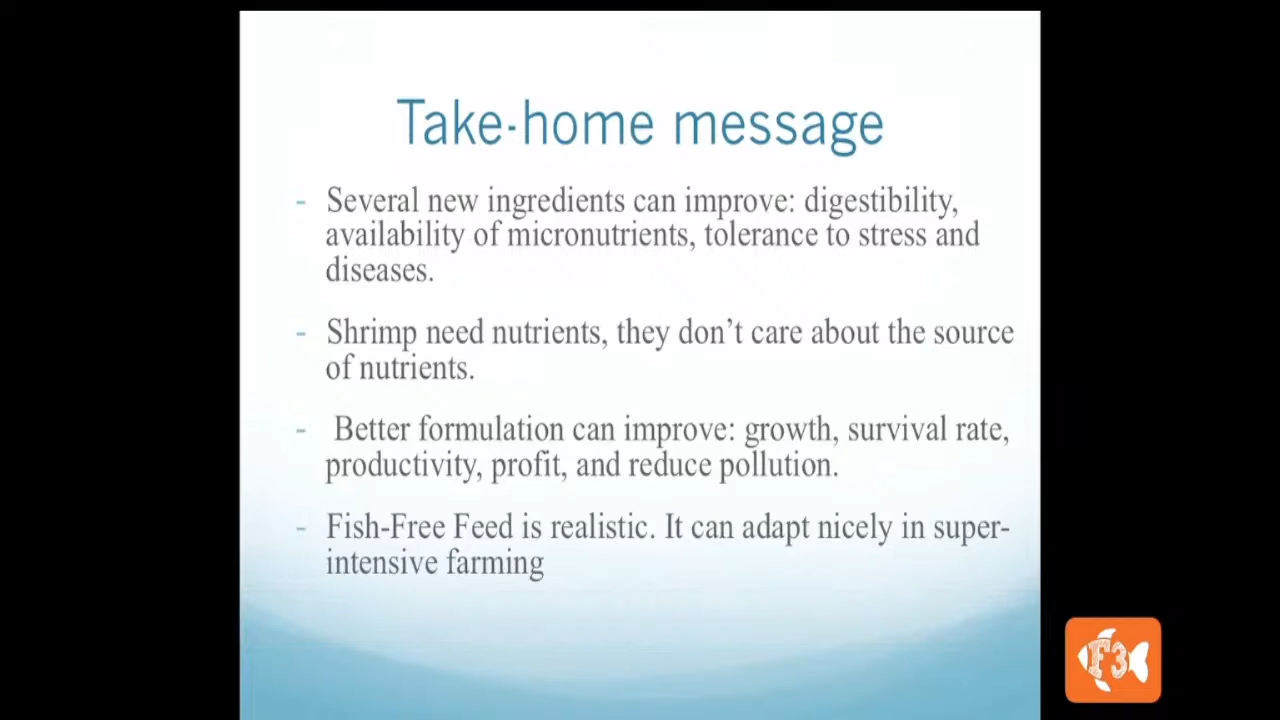 Take-home message
- Several new ingredients can improve: digestibility,
availability of micronutrients, tolerance to stress and
diseases.
- Shrimp need nutrients, they don't care about the source
of nutrients.
- Better formulation can improve: growth, survival rate,
productivity, profit, and reduce pollution.
- Fish-Free Feed is realistic. It can adapt nicely in super-
intensive farming
F3